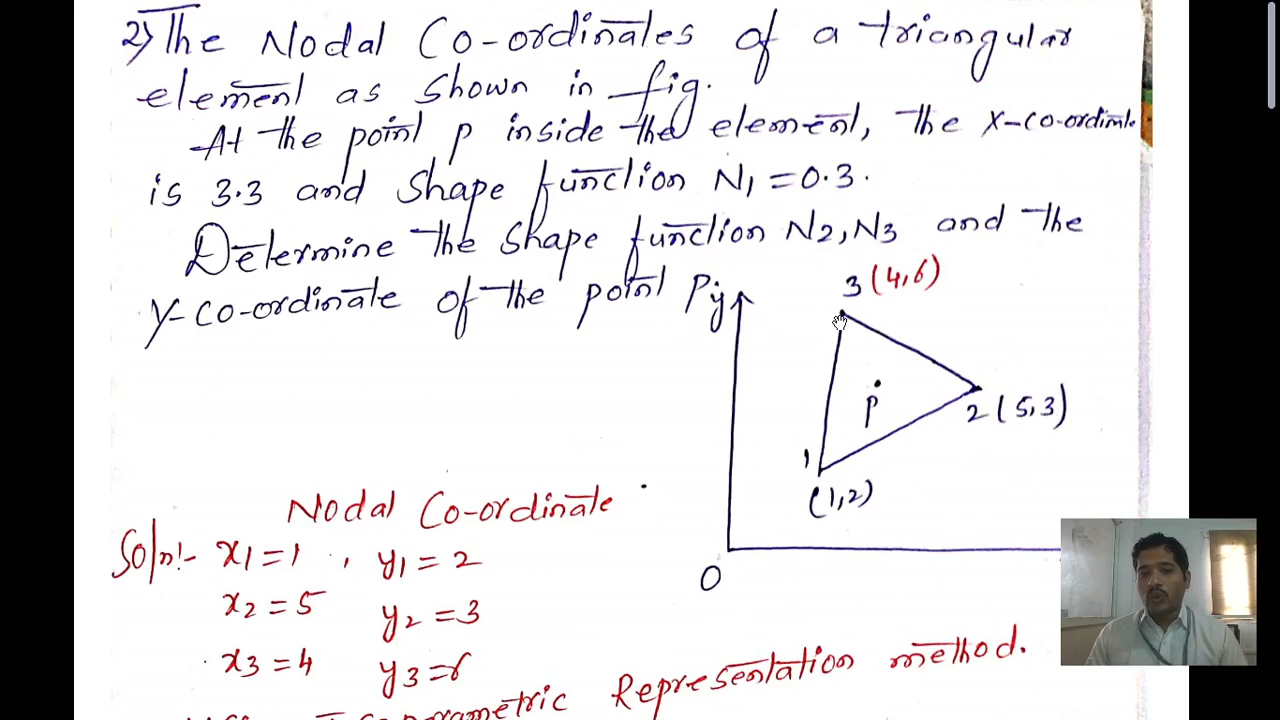 2) The Nodal Co-ordinates of a triangular
element as shown in fig.
At the point p inside the element, the x-co-ordinate
is 3.3 and shape function N1 = 0.3.
Determine the shape function N2, N3 and the
Y-co-ordinate of the point P
y
3 (4,6)
p
2 (5,3)
1
(1,2)
O
Nodal Co-ordinate
Soln:- x1 = 1 , y1 = 2
x2 = 5 y2 = 3
x3 = 4 y3 = 6
Representation method.